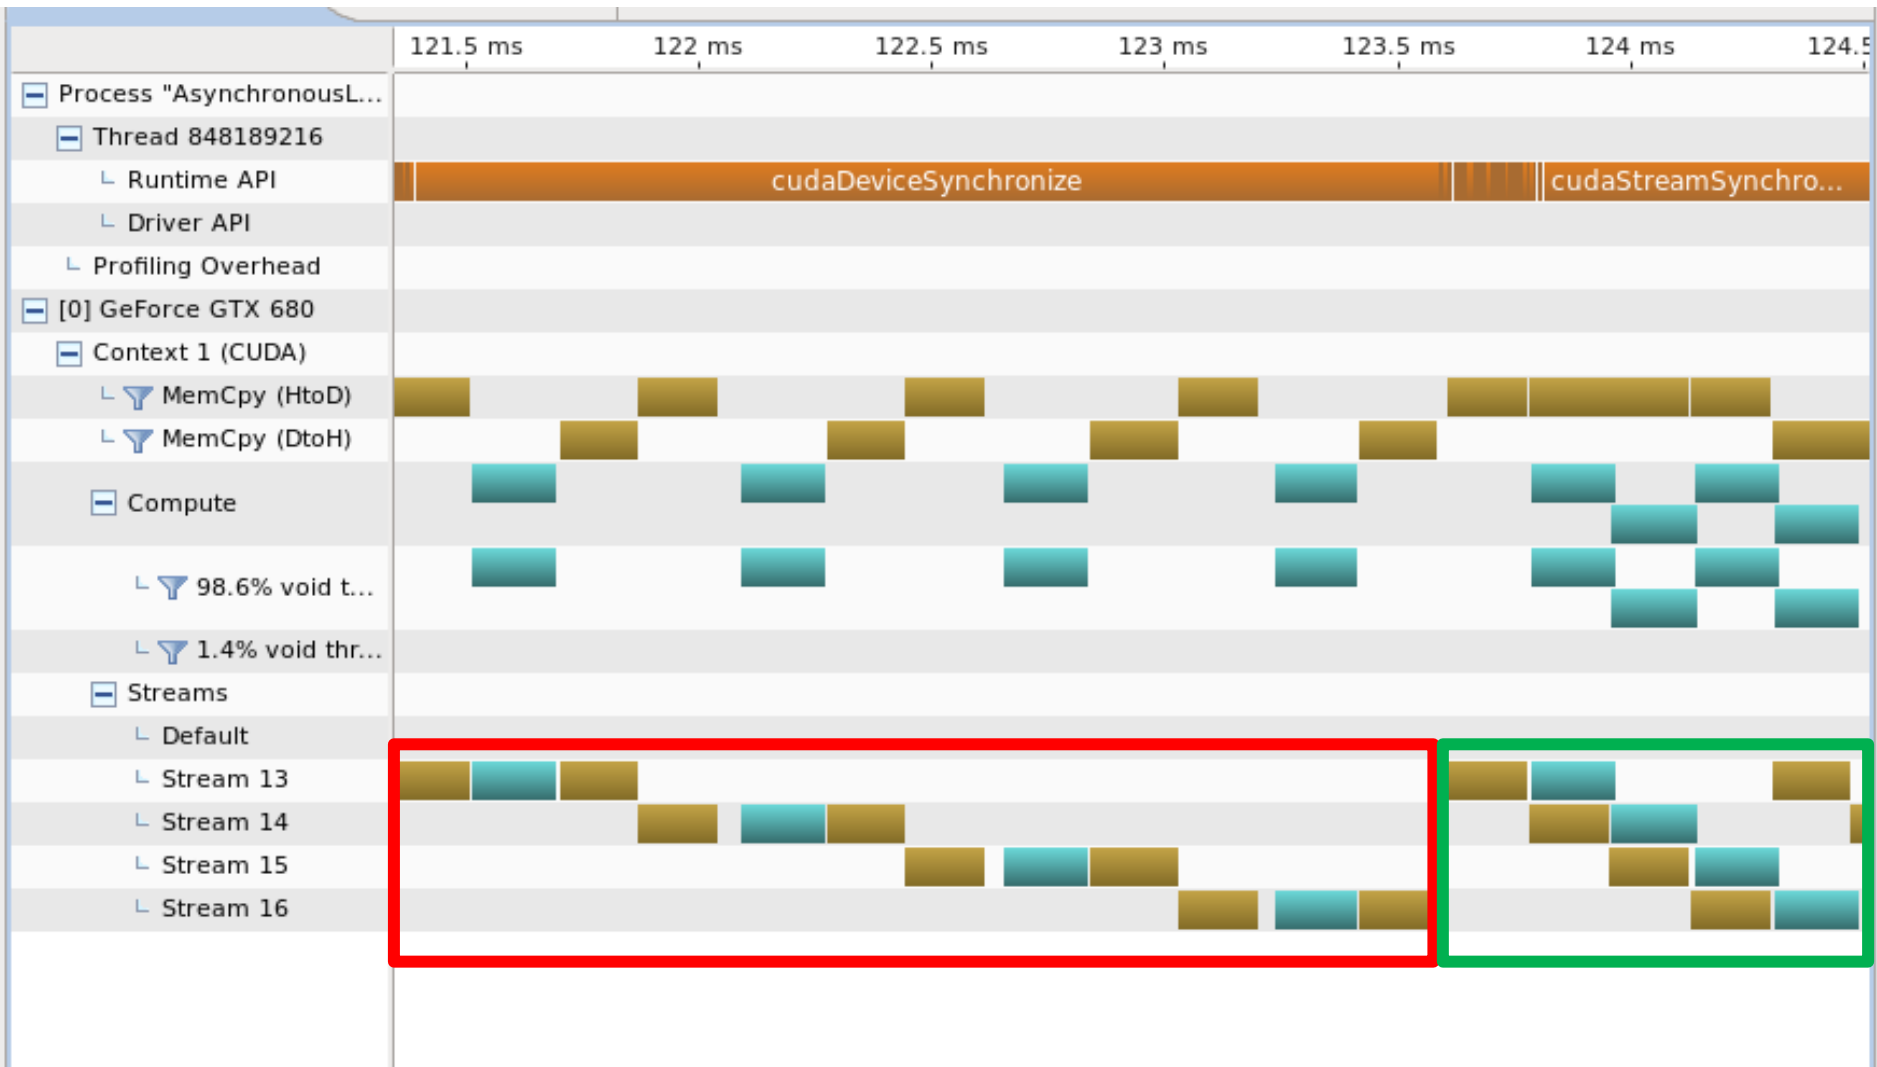 121.5 ms 122 ms 122.5 ms 123 ms 123.5 ms 124 ms 124.5
Process "AsynchronousL...
Thread 848189216
Runtime API cudaDeviceSynchronize cudaStreamSynchro...
Driver API
Profiling Overhead
[0] GeForce GTX 680
Context 1 (CUDA)
MemCpy (HtoD)
MemCpy (DtoH)
Compute
98.6% void t...
1.4% void thr...
Streams
Default
Stream 13
Stream 14
Stream 15
Stream 16